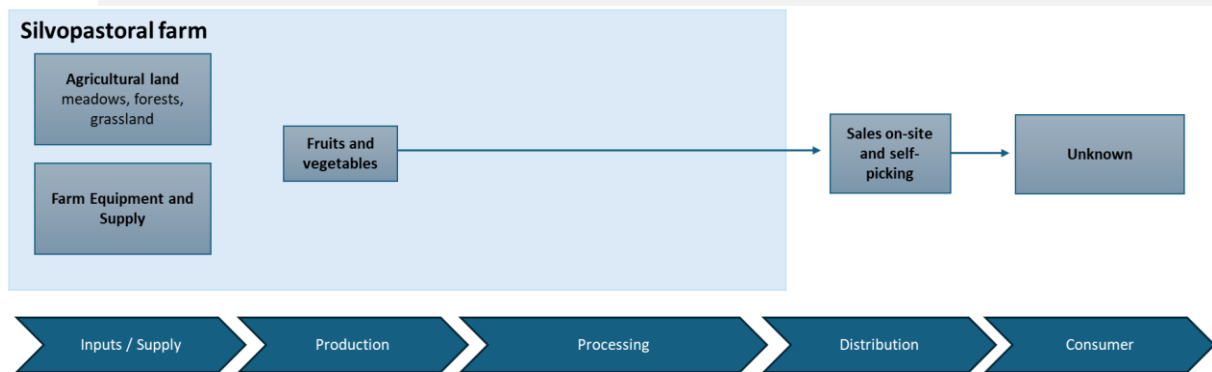 Silvopastoral farm
Agricultural land
meadows, forests,
grassland
Farm Equipment and
Supply
Fruits and
vegetables
Sales on-site
and self-
picking
Unknown
Inputs / Supply
Production
Processing
Distribution
Consumer